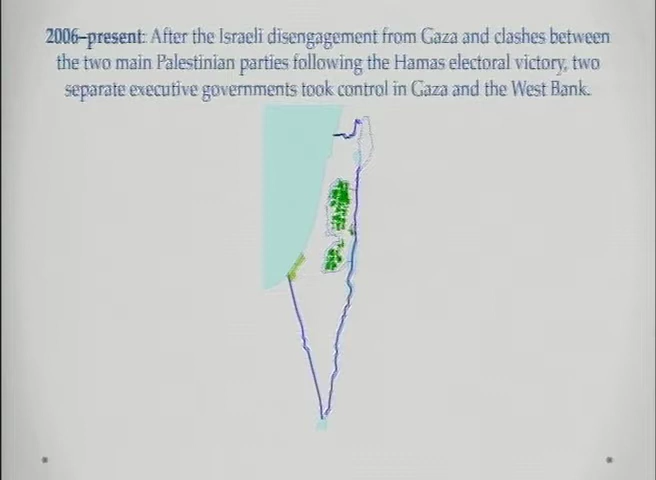 2006–present: After the Israeli disengagement from Gaza and clashes between
the two main Palestinian parties following the Hamas electoral victory, two
separate executive governments took control in Gaza and the West Bank.